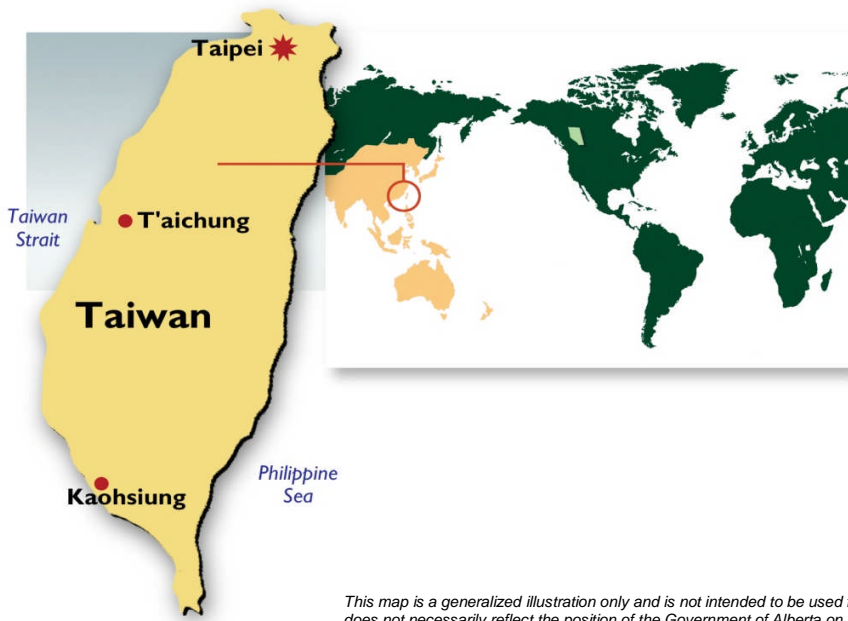 Taipei
Taiwan
Strait
T'aichung
Taiwan
Philippine
Sea
Kaohsiung
This map is a generalized illustration only and is not intended to be used
does not necessarily reflect the position of the Government of Alberta on